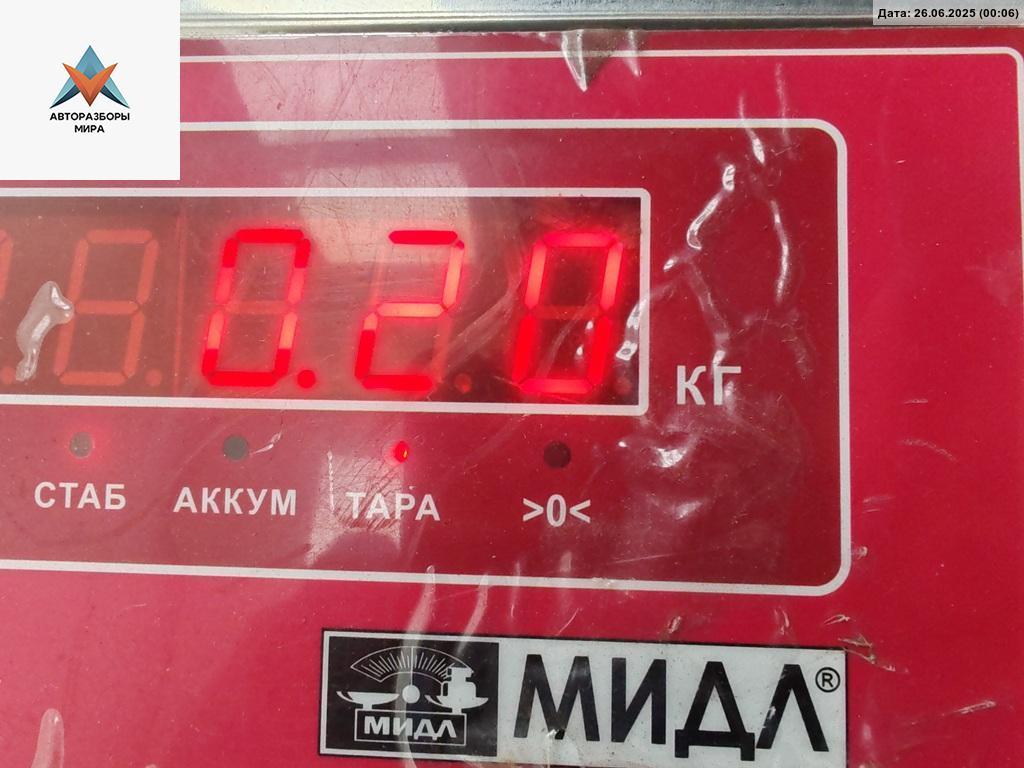 Дата: 26.06.2025 (00:06)
АВТОРАЗБОРЫ
МИРА
0.20
КГ
СТАБ АККУМ ТАРА >0<
МИДЛ МИДЛ®